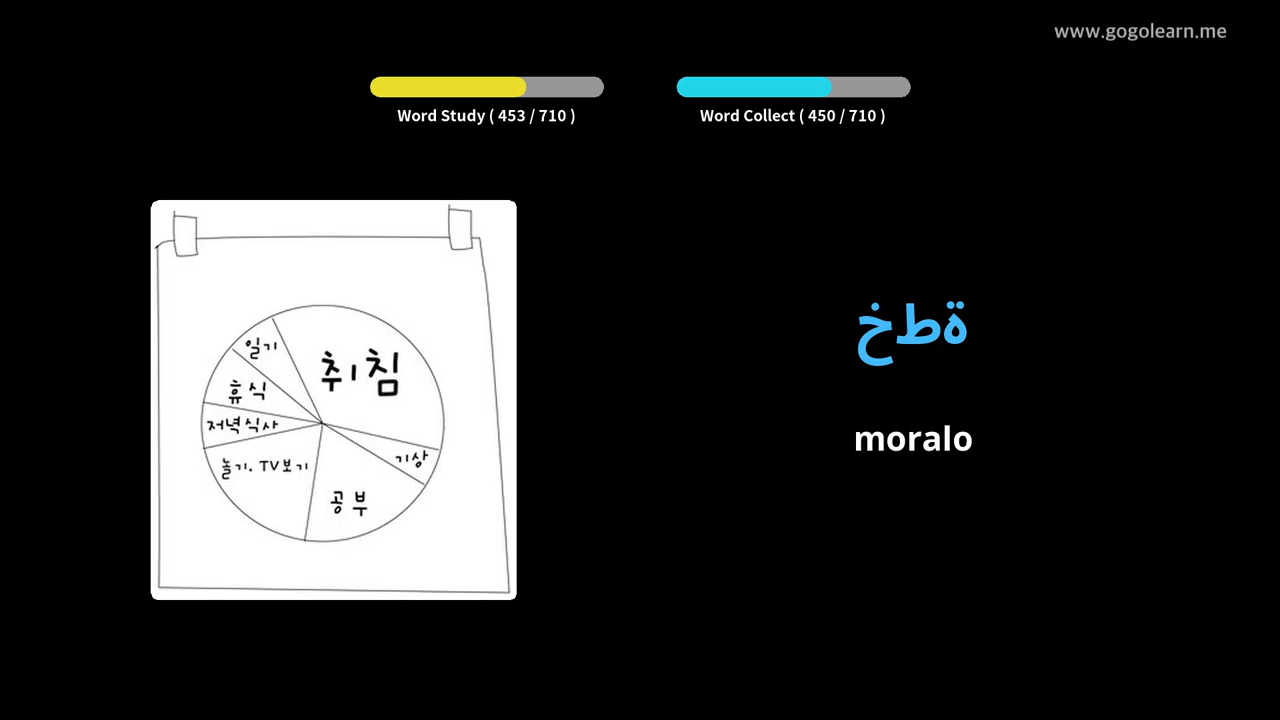 www.gogolearn.me
Word Study ( 453 / 710 )
Word Collect ( 450 / 710 )
일기
취침
휴식
저녁식사
놀기. TV보기
기상
공부
ةطخ
moralo